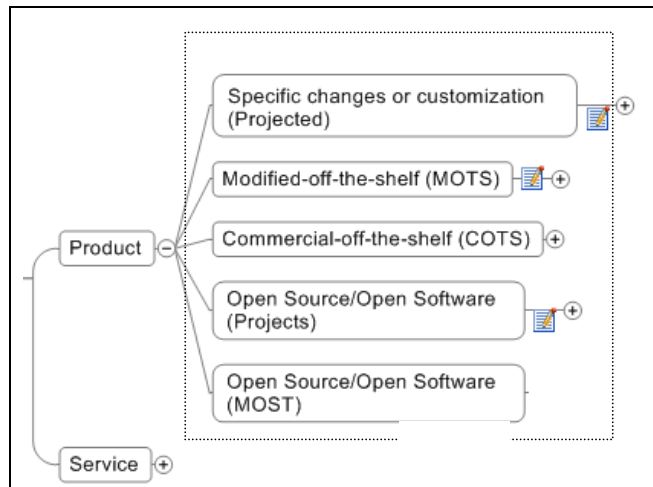 Specific changes or customization
(Projected)
Modified-off-the-shelf (MOTS)
Product
Commercial-off-the-shelf (COTS)
Open Source/Open Software
(Projects)
Open Source/Open Software
(MOST)
Service